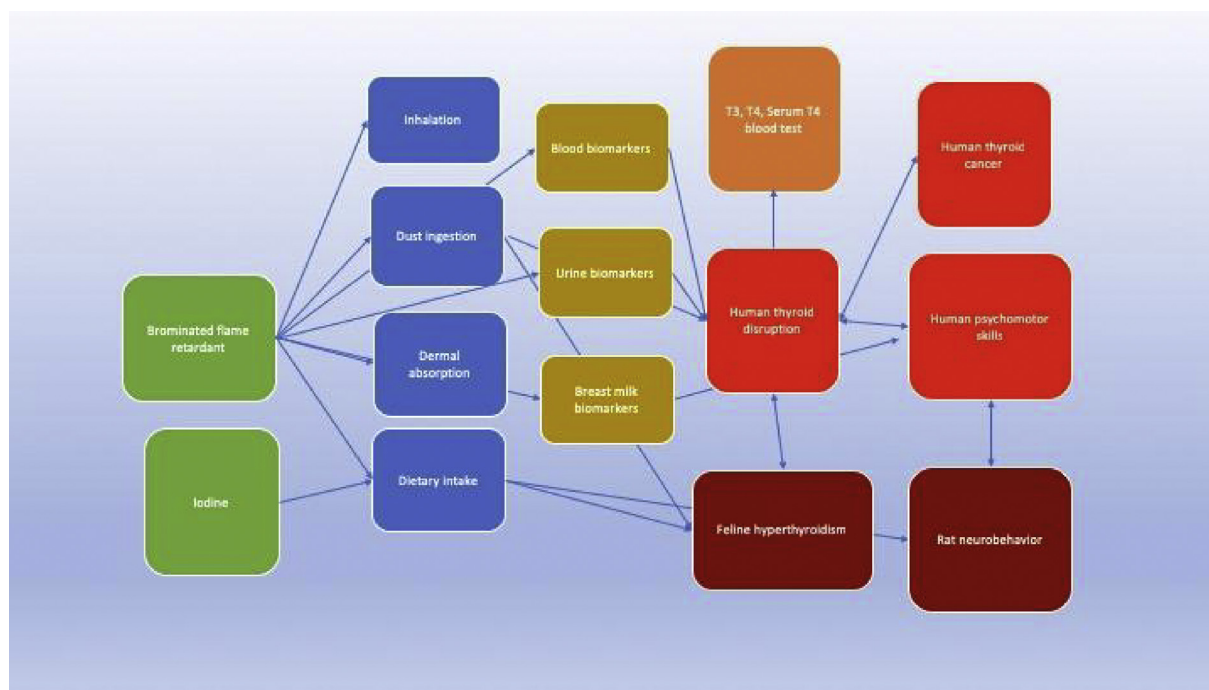 Inhalation
Dust ingestion
Brominated flame
retardant
Dermal
absorption
Iodine
Dietary intake
Blood biomarkers
Urine biomarkers
Breast milk
biomarkers
T3, T4, Serum T4
blood test
Human thyroid
disruption
Feline hyperthyroidism
Human thyroid
cancer
Human psychomotor
skills
Rat neurobehavior